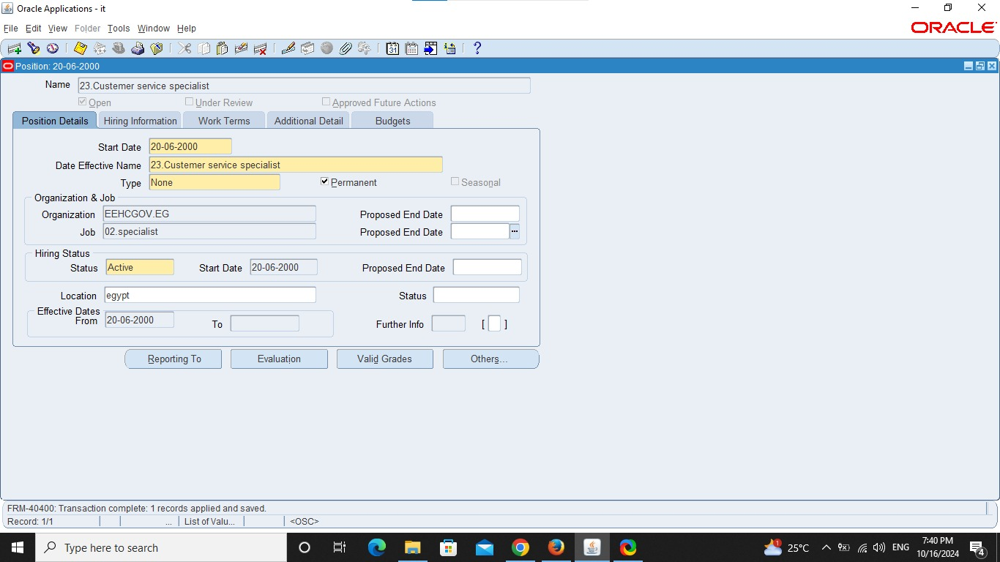 Oracle Applications - it
File Edit View Folder Tools Window Help
ORACLE
31 ?
Position: 20-06-2000
Name 23.Custemer service specialist
Open Under Review Approved Future Actions
Position Details Hiring Information Work Terms Additional Detail Budgets
Start Date 20-06-2000
Date Effective Name 23.Custemer service specialist
Type None Permanent Seasonal
Organization & Job
Organization EEHCGOV.EG Proposed End Date
Job 02.specialist Proposed End Date ...
Hiring Status
Status Active Start Date 20-06-2000 Proposed End Date
Location egypt Status
Effective Dates
From 20-06-2000 To Further Info [ ]
Reporting To Evaluation Valid Grades Others...
FRM-40400: Transaction complete: 1 records applied and saved.
Record: 1/1 ... List of Valu... <OSC>
Type here to search 1 25°C ENG 7:40 PM
10/16/2024 4